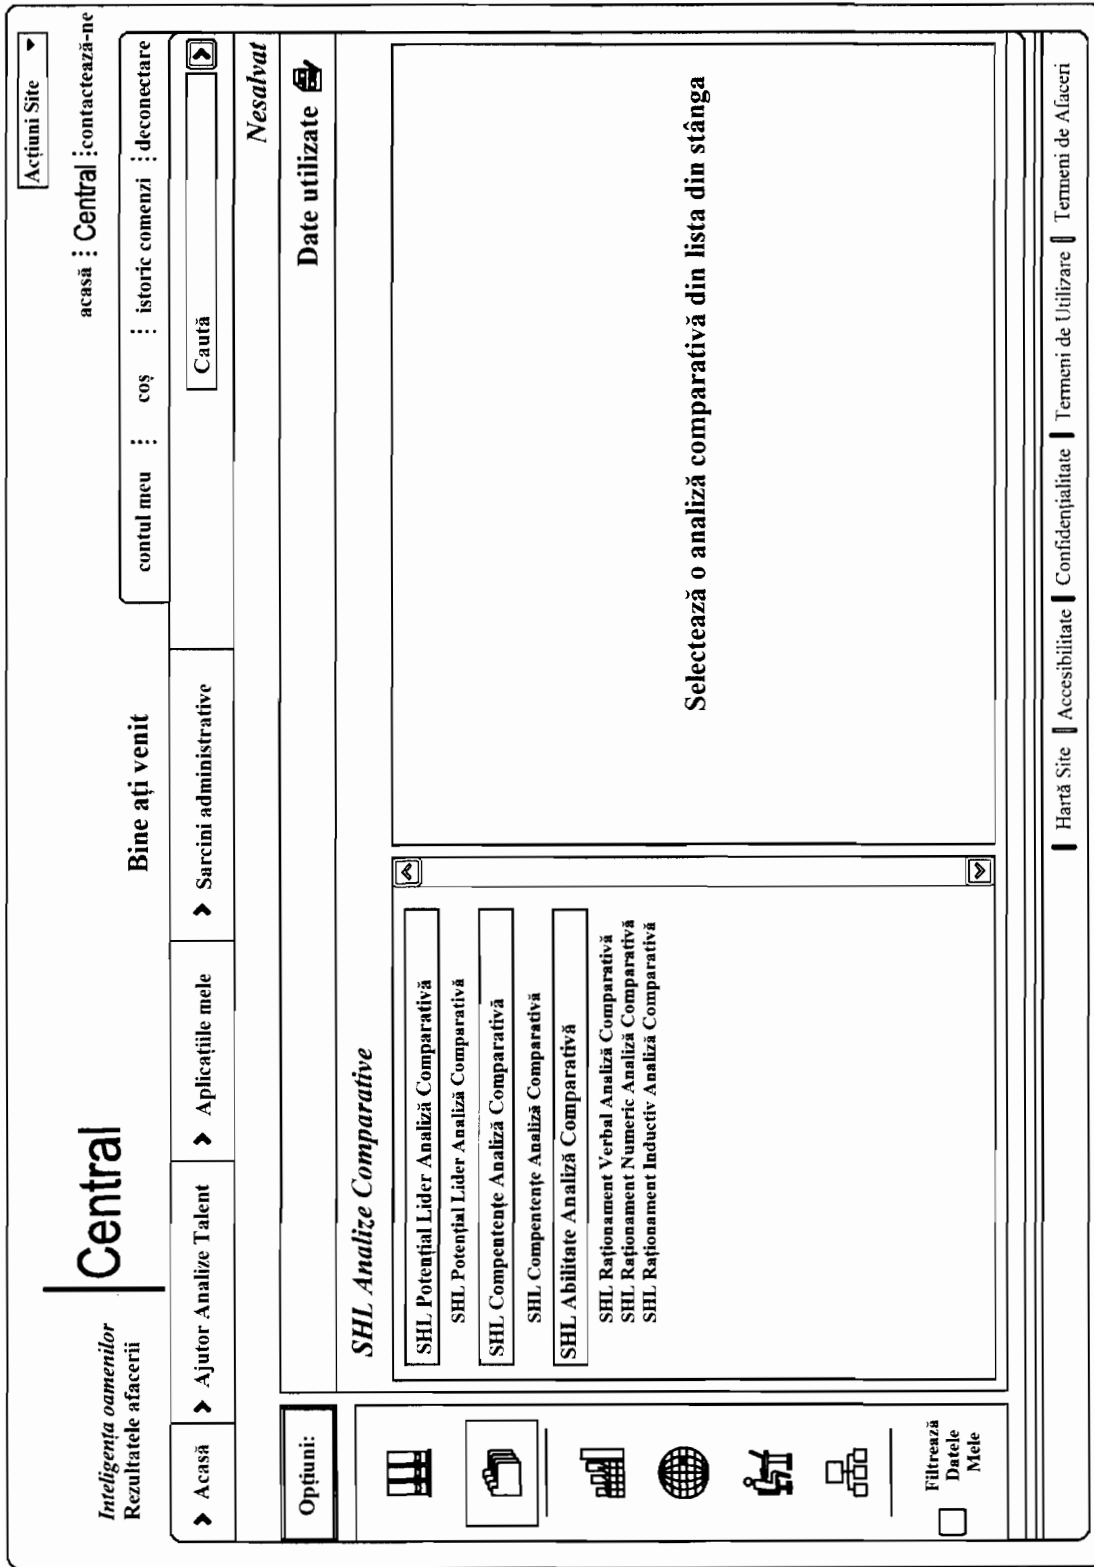 Acțiuni Site
acasă Central contactează-ne
Inteligența oamenilor
Rezultatele afacerii
Central
Bine ați venit
contul meu coș istoric comenzi deconectare
Acasă Ajutor Analize Talent Aplicațiile mele Sarcini administrative Caută
Nesalvat
Opțiuni:
Date utilizate
SHL Analize Comparative
SHL Potențial Lider Analiză Comparativă
SHL Potențial Lider Analiză Comparativă
SHL Compentențe Analiză Comparativă
SHL Compentențe Analiză Comparativă
SHL Abilitate Analiză Comparativă
SHL Raționament Verbal Analiză Comparativă
SHL Raționament Numeric Analiză Comparativă
SHL Raționament Inductiv Analiză Comparativă
Selectează o analiză comparativă din lista din stânga
Filtrează
Datele
Mele
Hartă Site Accesibilitate Confidențialitate Termeni de Utilizare Termeni de Afaceri